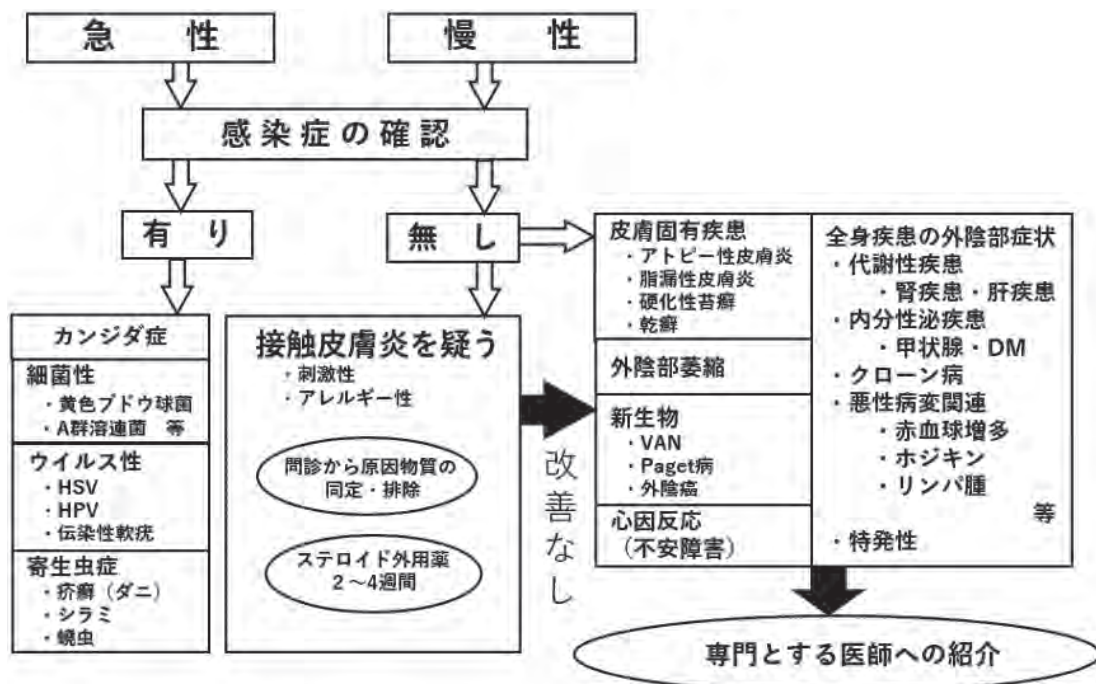 急 性
慢 性
感染症の確認
有 り
無 し
カンジダ症
細菌性
・黄色ブドウ球菌
・A群溶連菌 等
ウイルス性
・HSV
・HPV
・伝染性軟疣
寄生虫症
・疥癬（ダニ）
・シラミ
・蟯虫
接触皮膚炎を疑う
・刺激性
・アレルギー性
問診から原因物質の
同定・排除
ステロイド外用薬
2～4週間
改善なし
皮膚固有疾患
・アトピー性皮膚炎
・脂漏性皮膚炎
・硬化性苔癬
・乾癬
外陰部萎縮
新生物
・VAN
・Paget病
・外陰癌
心因反応
（不安障害）
全身疾患の外陰部症状
・代謝性疾患
・腎疾患・肝疾患
・内分性泌疾患
・甲状腺・DM
・クローン病
・悪性病変関連
・赤血球増多
・ホジキン
・リンパ腫
等
・特発性
専門とする医師への紹介